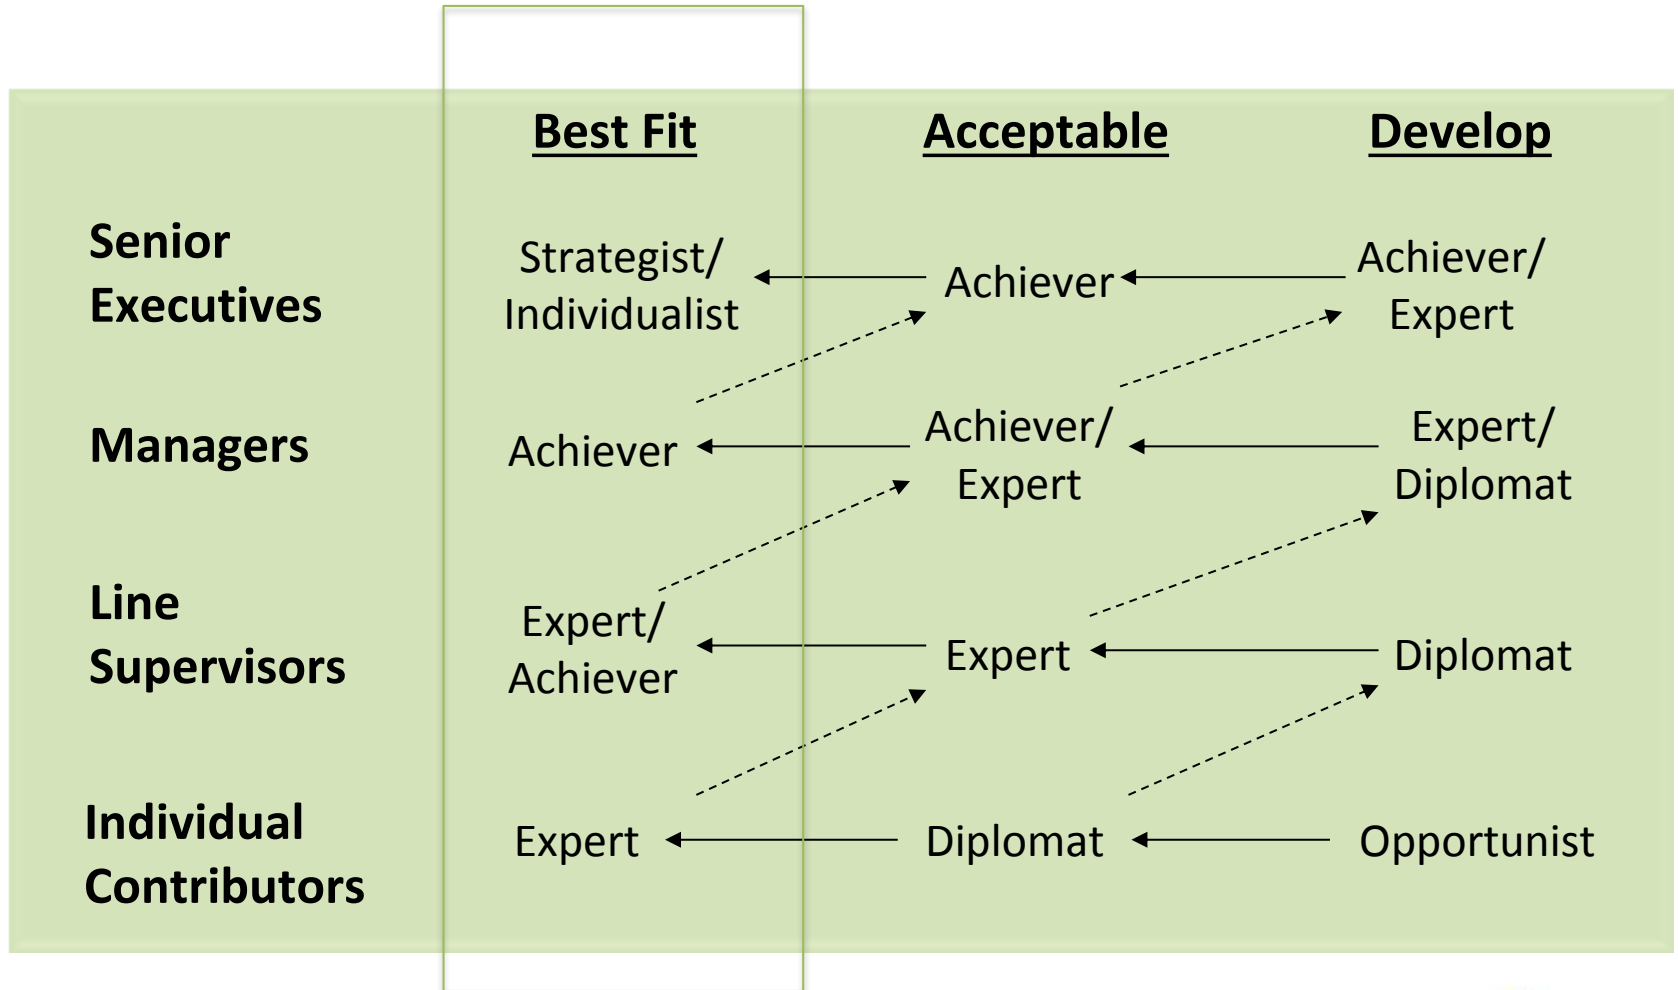 Best Fit Acceptable Develop
Senior
Executives
Strategist/
Individualist
Achiever
Achiever/
Expert
Managers
Achiever
Achiever/
Expert
Expert/
Diplomat
Line
Supervisors
Expert/
Achiever
Expert
Diplomat
Individual
Contributors
Expert
Diplomat
Opportunist